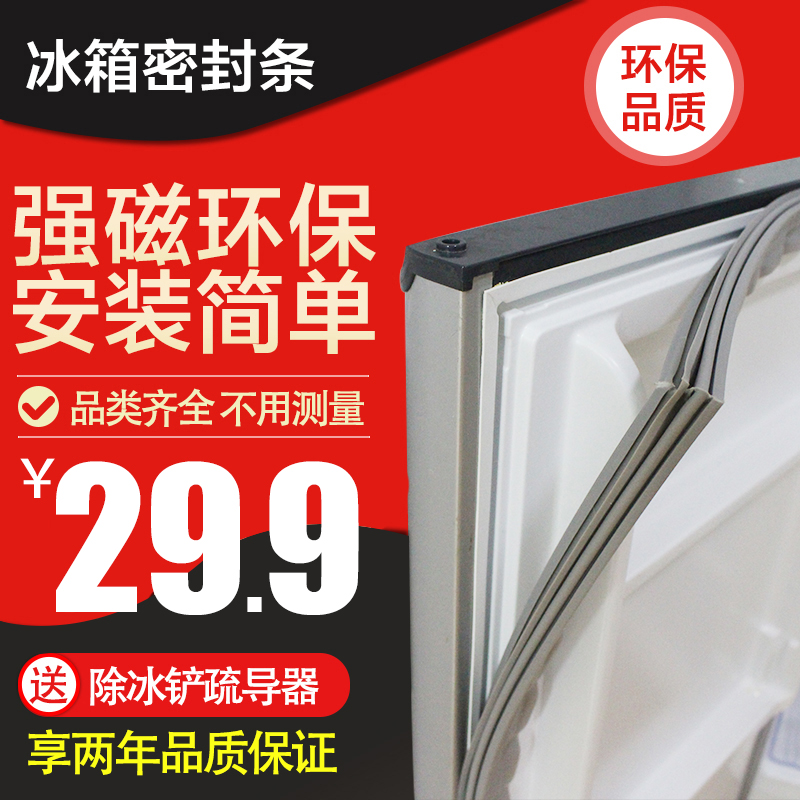 冰箱密封条
环保
品质
强磁环保
安装简单
品类齐全 不用测量
¥29.9
送 除冰铲疏导器
享两年品质保证